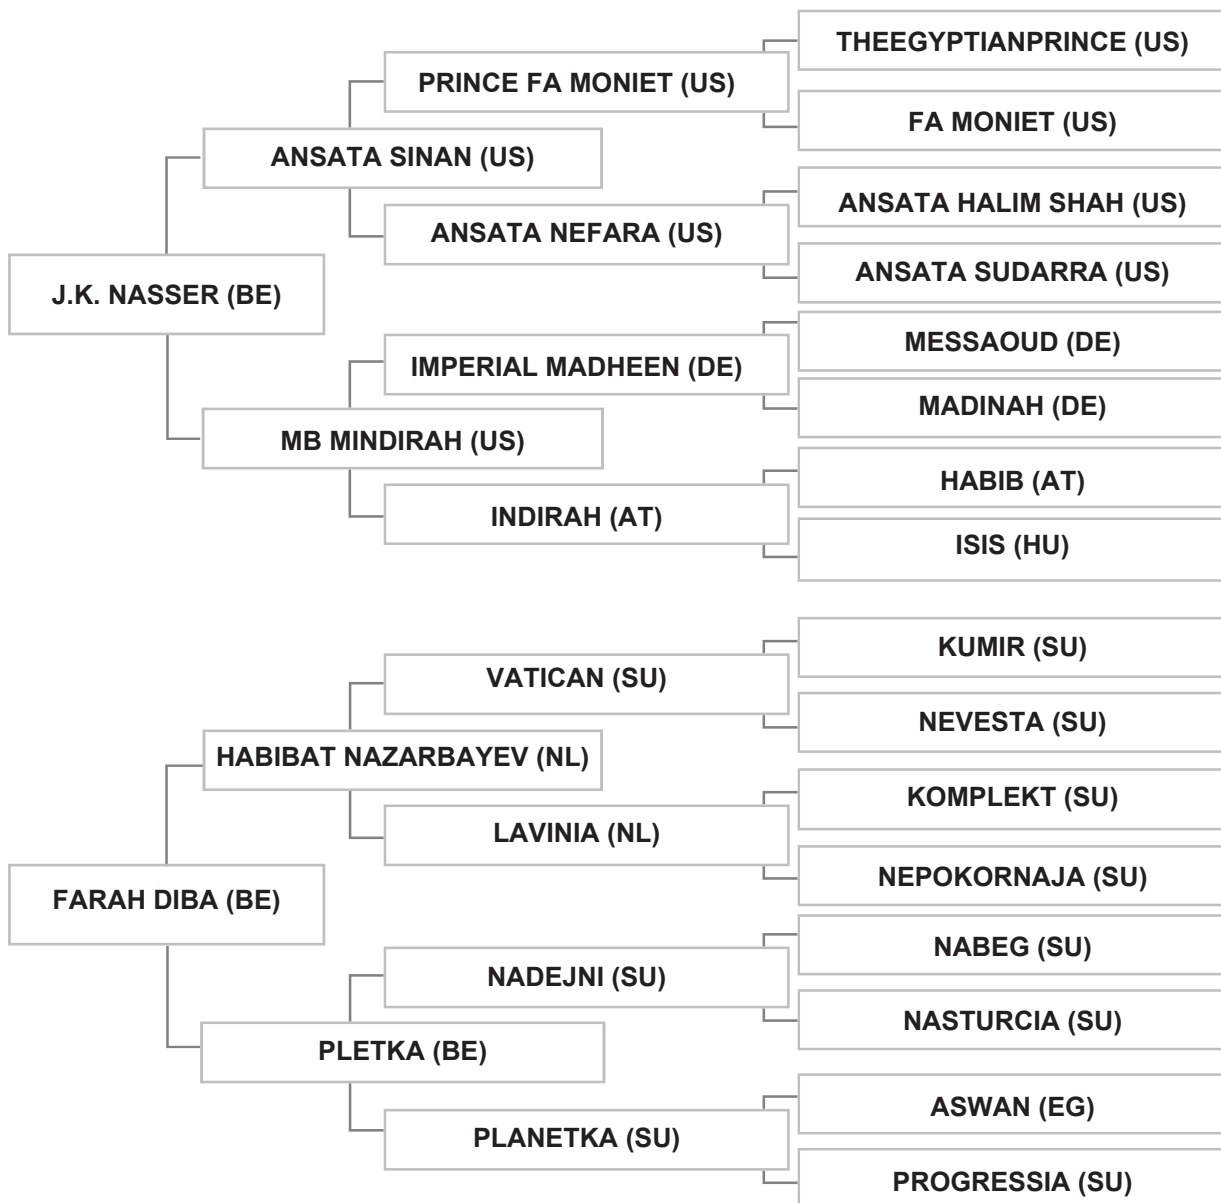 THEEGYPTIANPRINCE (US)
PRINCE FA MONIET (US)
FA MONIET (US)
ANSATA SINAN (US)
ANSATA HALIM SHAH (US)
ANSATA NEFARA (US)
ANSATA SUDARRA (US)
J.K. NASSER (BE)
MESSAOUD (DE)
IMPERIAL MADHEEN (DE)
MADINAH (DE)
MB MINDIRAH (US)
HABIB (AT)
INDIRAH (AT)
ISIS (HU)
KUMIR (SU)
VATICAN (SU)
NEVESTA (SU)
HABIBAT NAZARBAYEV (NL)
KOMPLEKT (SU)
LAVINIA (NL)
NEPOKORNAJA (SU)
FARAH DIBA (BE)
NABEG (SU)
NADEJNI (SU)
NASTURCIA (SU)
PLETKA (BE)
ASWAN (EG)
PLANETKA (SU)
PROGRESSIA (SU)